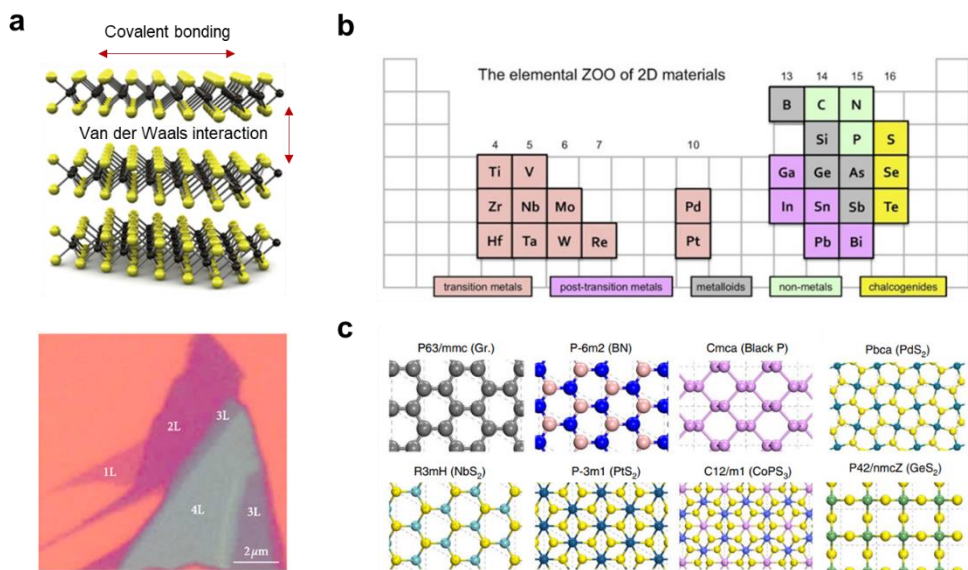 a
Covalent bonding
Van der Waals interaction
1L
2L
3L
4L
3L
2 μm
b
The elemental ZOO of 2D materials
13 14 15 16
B C N
4 5 6 7 10
Si P S
Ti V Ga Ge As Se
Zr Nb Mo Pd In Sn Sb Te
Hf Ta W Re Pt Pb Bi
transition metals post-transition metals metalloids non-metals chalcogenides
c
P63/mmc (Gr.) P-6m2 (BN) Cmca (Black P) Pbca (PdS₂)
R3mH (NbS₂) P-3m1 (PtS₂) C12/m1 (CoPS₃) P42/nmcZ (GeS₂)